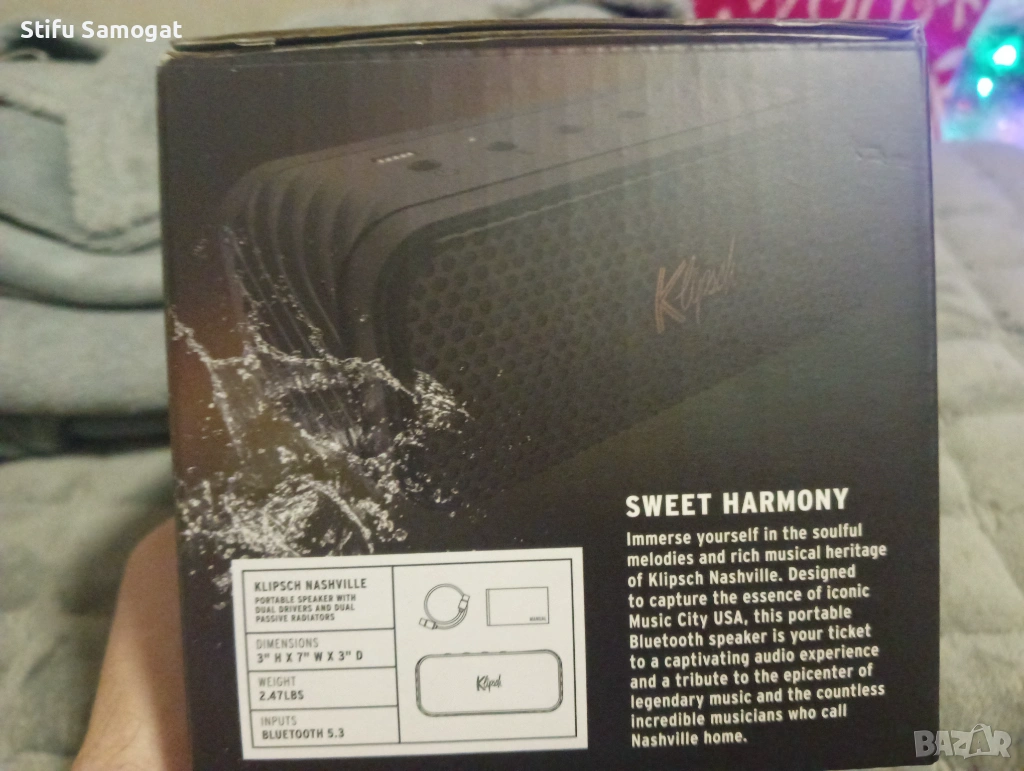 Stifu Samogat
Klipsch
SWEET HARMONY
Immerse yourself in the soulful
melodies and rich musical heritage
of Klipsch Nashville. Designed
to capture the essence of iconic
Music City USA, this portable
Bluetooth speaker is your ticket
to a captivating audio experience
and a tribute to the epicenter of
legendary music and the countless
incredible musicians who call
Nashville home.
KLIPSCH NASHVILLE
PORTABLE SPEAKER WITH
DUAL DRIVERS AND DUAL
PASSIVE RADIATORS
DIMENSIONS
3" H X 7" W X 3" D
WEIGHT
2.47LBS
INPUTS
BLUETOOTH 5.3
MANUAL
Klipsch
BAZAR